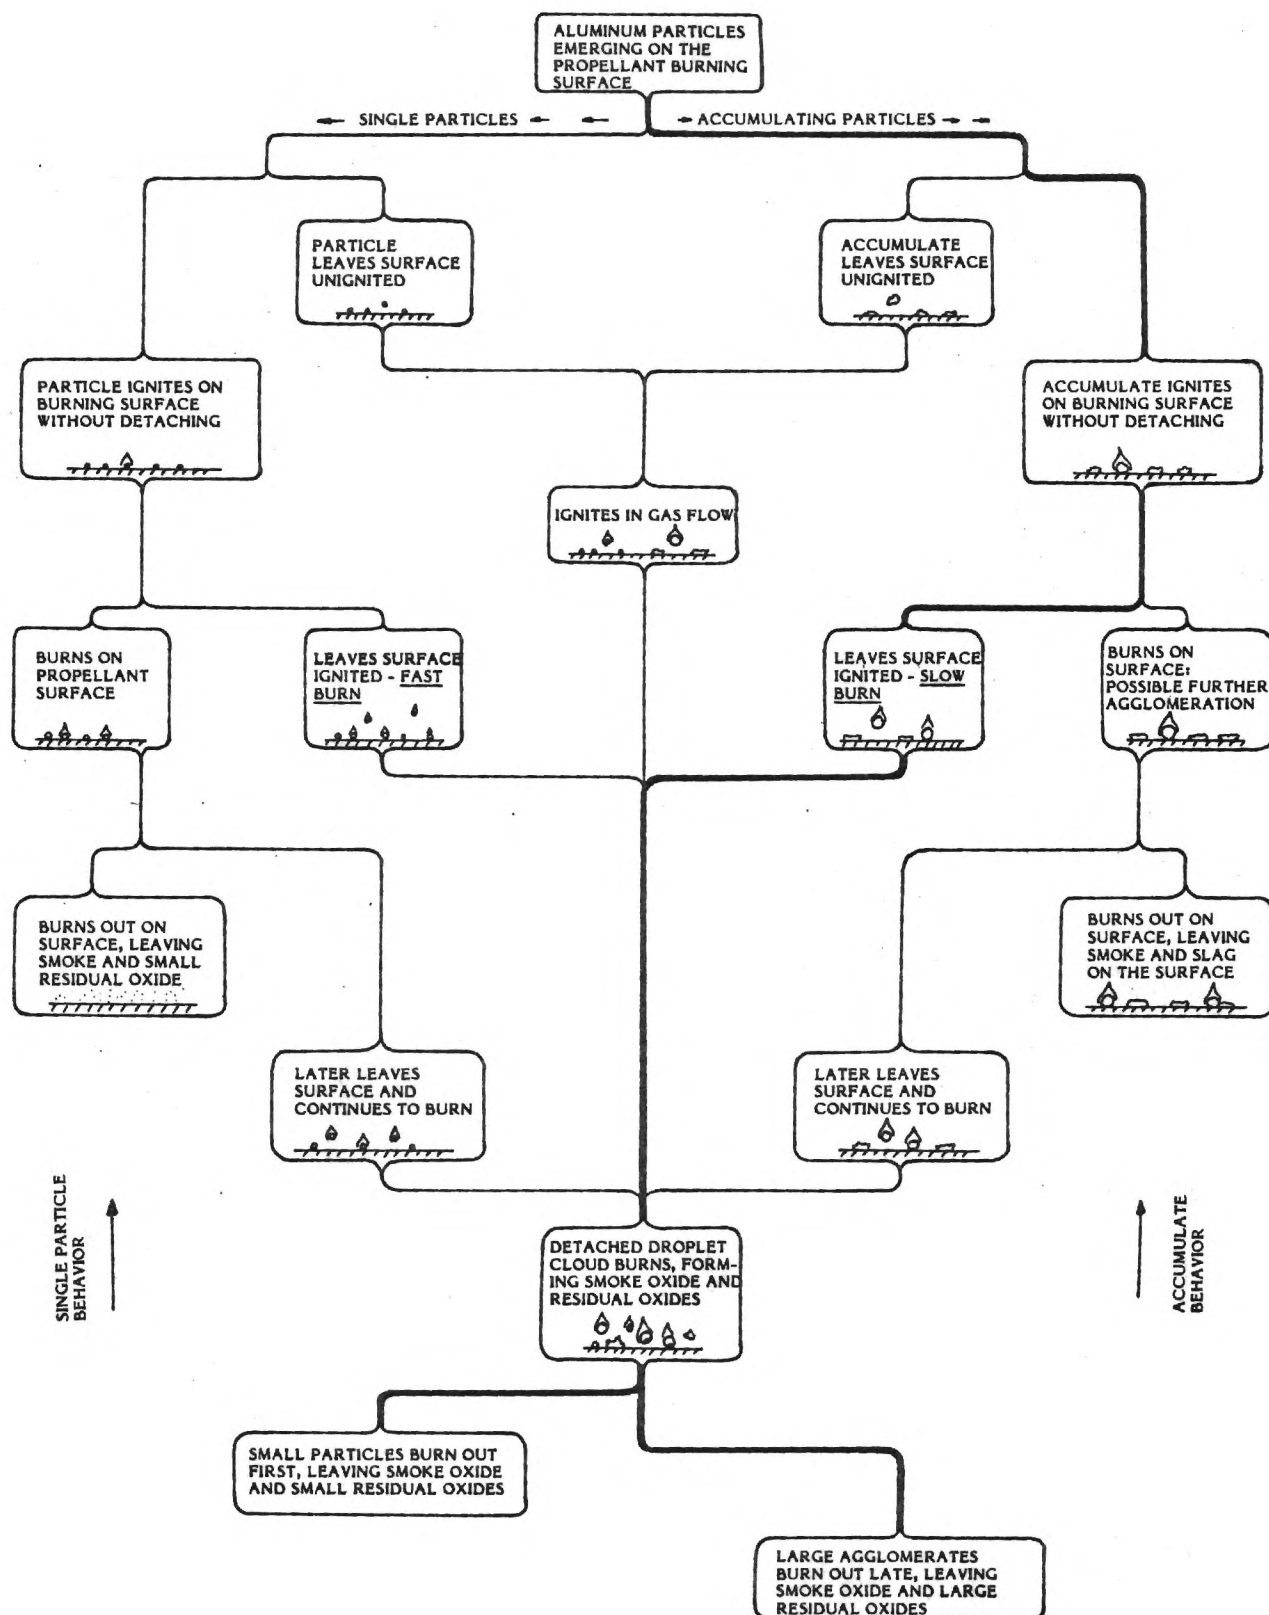 ALUMINUM PARTICLES
EMERGING ON THE
PROPELLANT BURNING
SURFACE
SINGLE PARTICLES
ACCUMULATING PARTICLES
PARTICLE
LEAVES SURFACE
UNIGNITED
ACCUMULATE
LEAVES SURFACE
UNIGNITED
PARTICLE IGNITES ON
BURNING SURFACE
WITHOUT DETACHING
ACCUMULATE IGNITES
ON BURNING SURFACE
WITHOUT DETACHING
IGNITES IN GAS FLOW
BURNS ON
PROPELLANT
SURFACE
LEAVES SURFACE
IGNITED - FAST
BURN
LEAVES SURFACE
IGNITED - SLOW
BURN
BURNS ON
SURFACE:
POSSIBLE FURTHER
AGGLOMERATION
BURNS OUT ON
SURFACE, LEAVING
SMOKE AND SMALL
RESIDUAL OXIDE
BURNS OUT ON
SURFACE, LEAVING
SMOKE AND SLAG
ON THE SURFACE
LATER LEAVES
SURFACE AND
CONTINUES TO BURN
LATER LEAVES
SURFACE AND
CONTINUES TO BURN
SINGLE PARTICLE
BEHAVIOR
ACCUMULATE
BEHAVIOR
DETACHED DROPLET
CLOUD BURNS, FORM-
ING SMOKE OXIDE AND
RESIDUAL OXIDES
SMALL PARTICLES BURN OUT
FIRST, LEAVING SMOKE OXIDE
AND SMALL RESIDUAL OXIDES
LARGE AGGLOMERATES
BURN OUT LATE, LEAVING
SMOKE OXIDE AND LARGE
RESIDUAL OXIDES